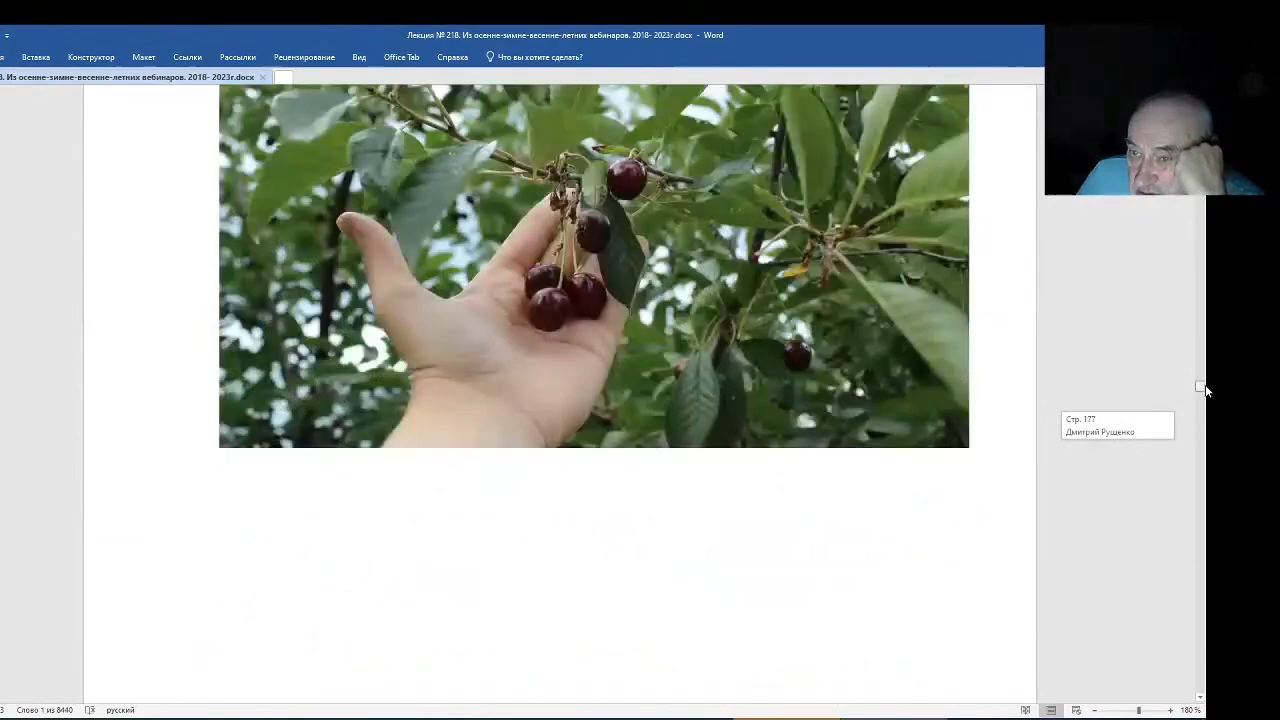 Лекция № 218. Из осенне-зимне-весенне-летних вебинаров. 2018- 2023г.docx - Word
Вставка Конструктор Макет Ссылки Рассылки Рецензирование Вид Office Tab Справка Что вы хотите сделать?
. Из осенне-зимне-весенне-летних вебинаров. 2018- 2023г.docx
Стр. 177
Дмитрий Рущенко
3 Слово 1 из 8440 русский 180 %